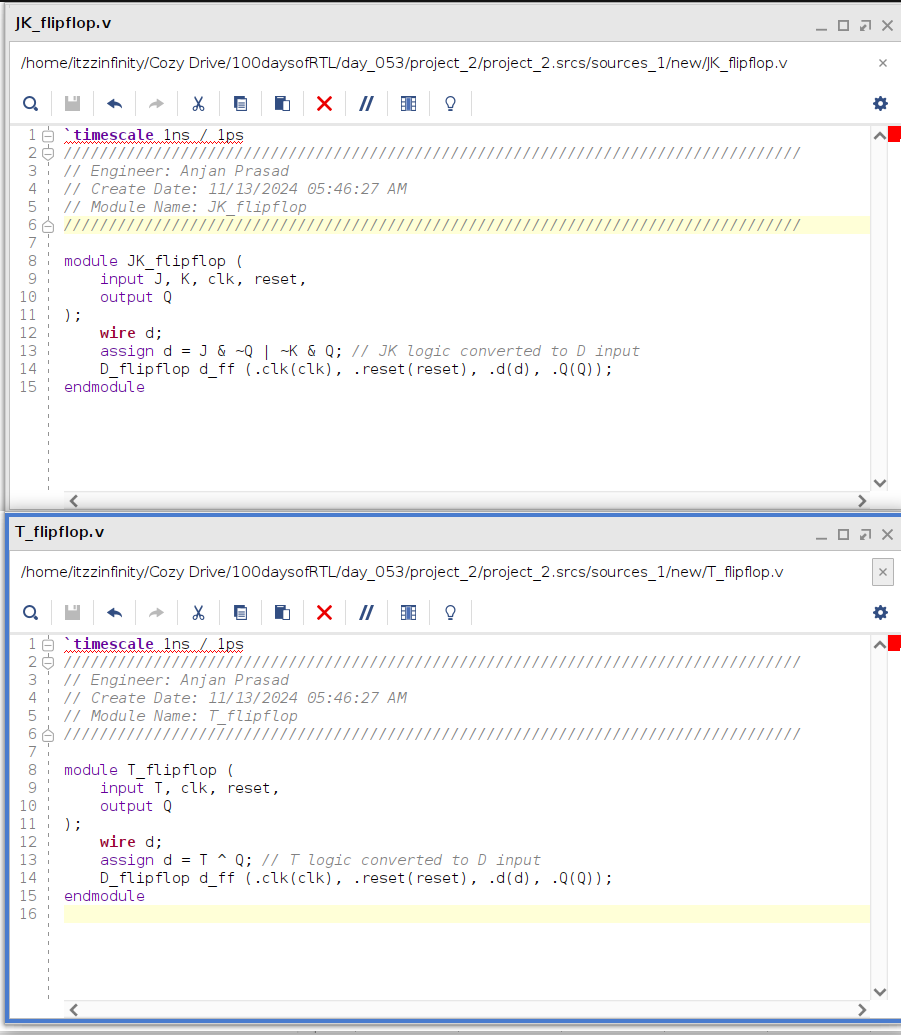 JK_flipflop.v
/home/itzzinfinity/Cozy Drive/100daysofRTL/day_053/project_2/project_2.srcs/sources_1/new/JK_flipflop.v
1 `timescale 1ns / 1ps
2 //////////////////////////////////////////////////////////////////////////////////
3 // Engineer: Anjan Prasad
4 // Create Date: 11/13/2024 05:46:27 AM
5 // Module Name: JK_flipflop
6 //////////////////////////////////////////////////////////////////////////////////
7
8 module JK_flipflop (
9     input J, K, clk, reset,
10     output Q
11 );
12     wire d;
13     assign d = J & ~Q | ~K & Q; // JK logic converted to D input
14     D_flipflop d_ff (.clk(clk), .reset(reset), .d(d), .Q(Q));
15 endmodule
T_flipflop.v
/home/itzzinfinity/Cozy Drive/100daysofRTL/day_053/project_2/project_2.srcs/sources_1/new/T_flipflop.v
1 `timescale 1ns / 1ps
2 //////////////////////////////////////////////////////////////////////////////////
3 // Engineer: Anjan Prasad
4 // Create Date: 11/13/2024 05:46:27 AM
5 // Module Name: T_flipflop
6 //////////////////////////////////////////////////////////////////////////////////
7
8 module T_flipflop (
9     input T, clk, reset,
10     output Q
11 );
12     wire d;
13     assign d = T ^ Q; // T logic converted to D input
14     D_flipflop d_ff (.clk(clk), .reset(reset), .d(d), .Q(Q));
15 endmodule
16